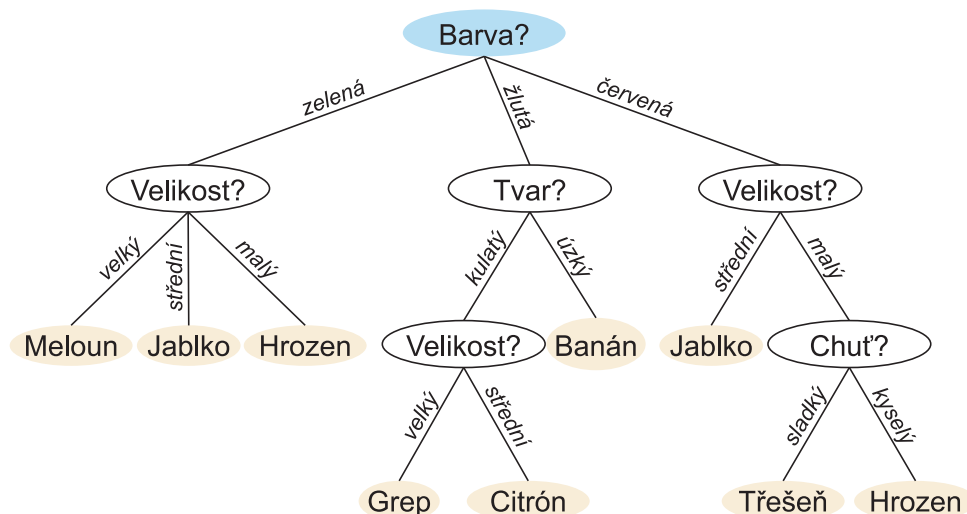 Barva?
zelená
žlutá
červená
Velikost?
Tvar?
Velikost?
velký
střední
malý
kulatý
úzký
střední
malý
Meloun
Jablko
Hrozen
Velikost?
Banán
Jablko
Chuť?
velký
střední
sladký
kyselý
Grep
Citrón
Třešeň
Hrozen